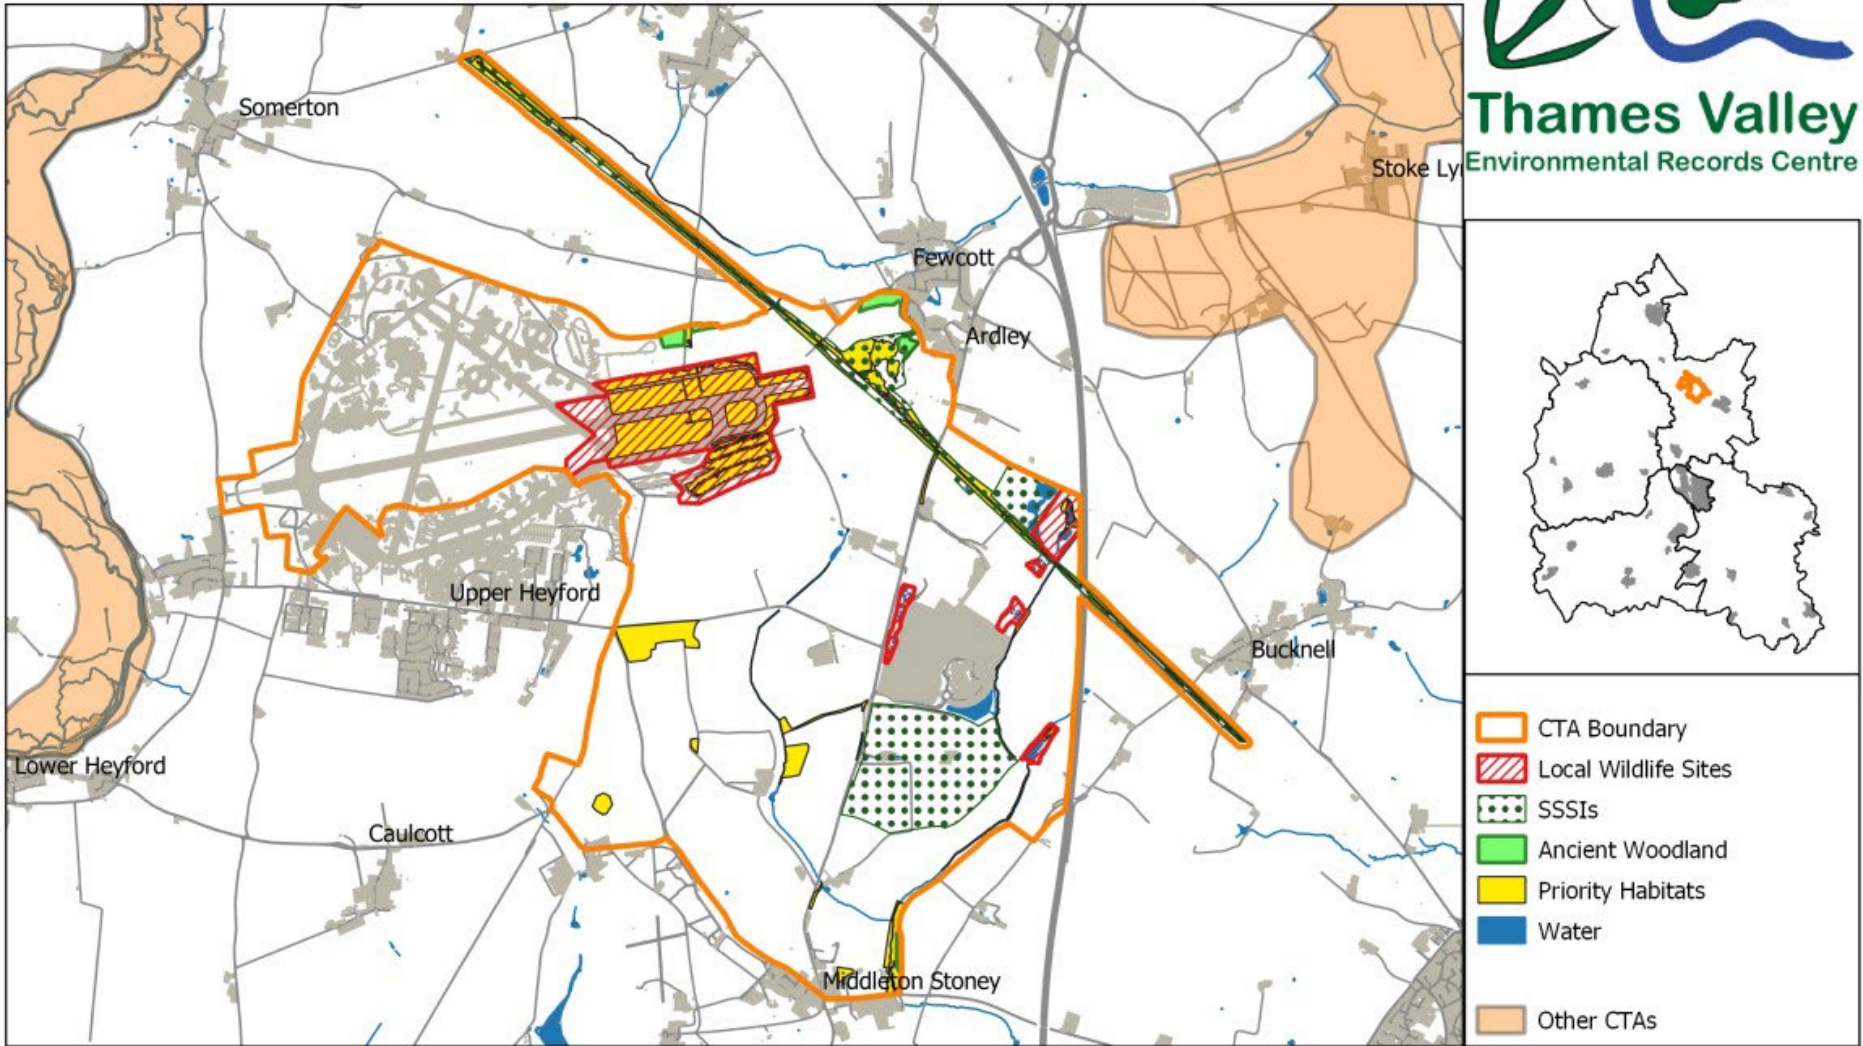 Somerton
Thames Valley
Environmental Records Centre
Stoke Ly
Fewcott
Ardley
Upper Heyford
Bucknell
Lower Heyford
Caulcott
Middleton Stoney
CTA Boundary
Local Wildlife Sites
SSSIs
Ancient Woodland
Priority Habitats
Water
Other CTAs